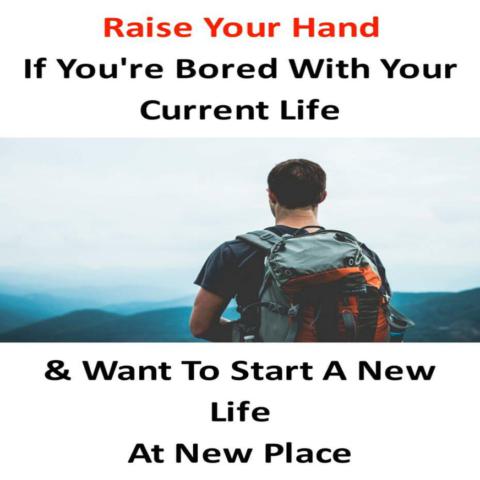 Raise Your Hand
If You're Bored With Your
Current Life
& Want To Start A New
Life
At New Place